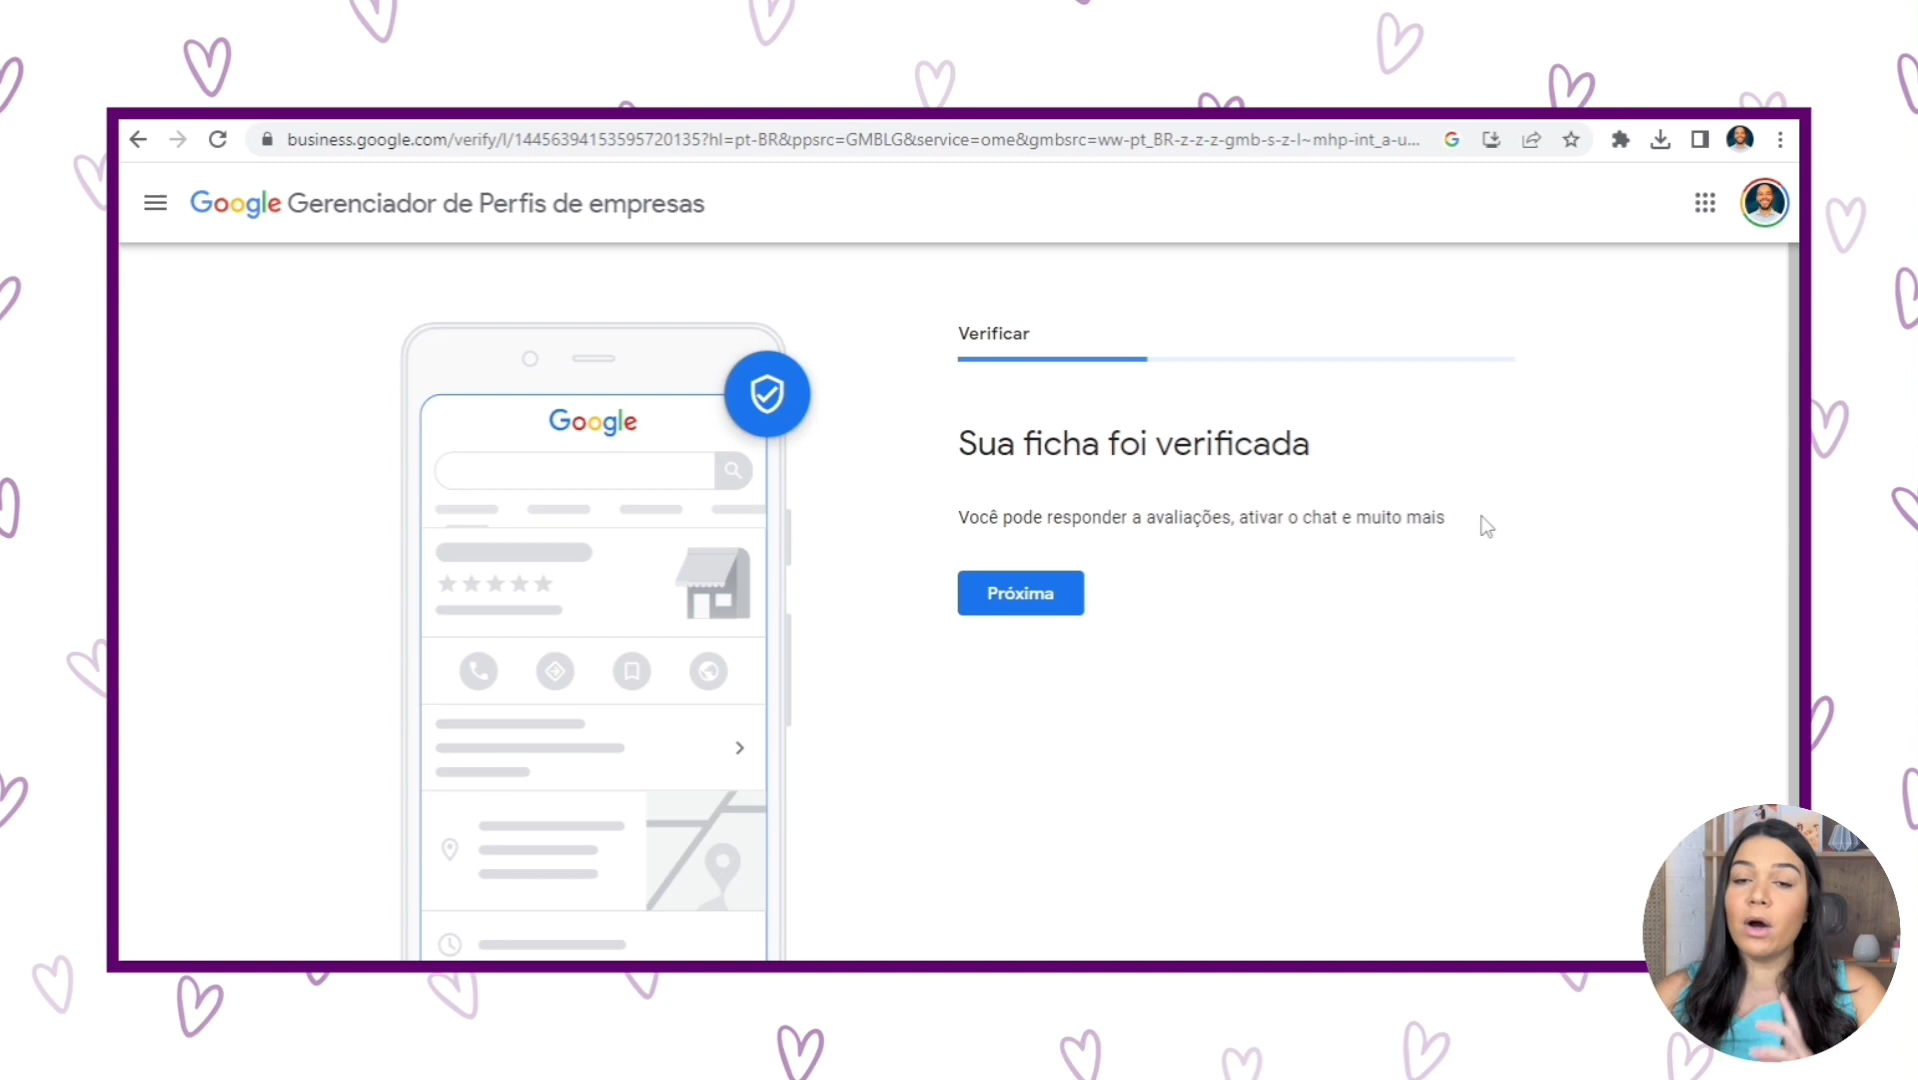 business.google.com/verify/l/14456394153595720135?hl=pt-BR&ppsrc=GMBLG&service=ome&gmbsrc=ww-pt_BR-z-z-z-gmb-s-z-l~mhp-int_a-u...
Google Gerenciador de Perfis de empresas
Google
Verificar
Sua ficha foi verificada
Você pode responder a avaliações, ativar o chat e muito mais
Próxima